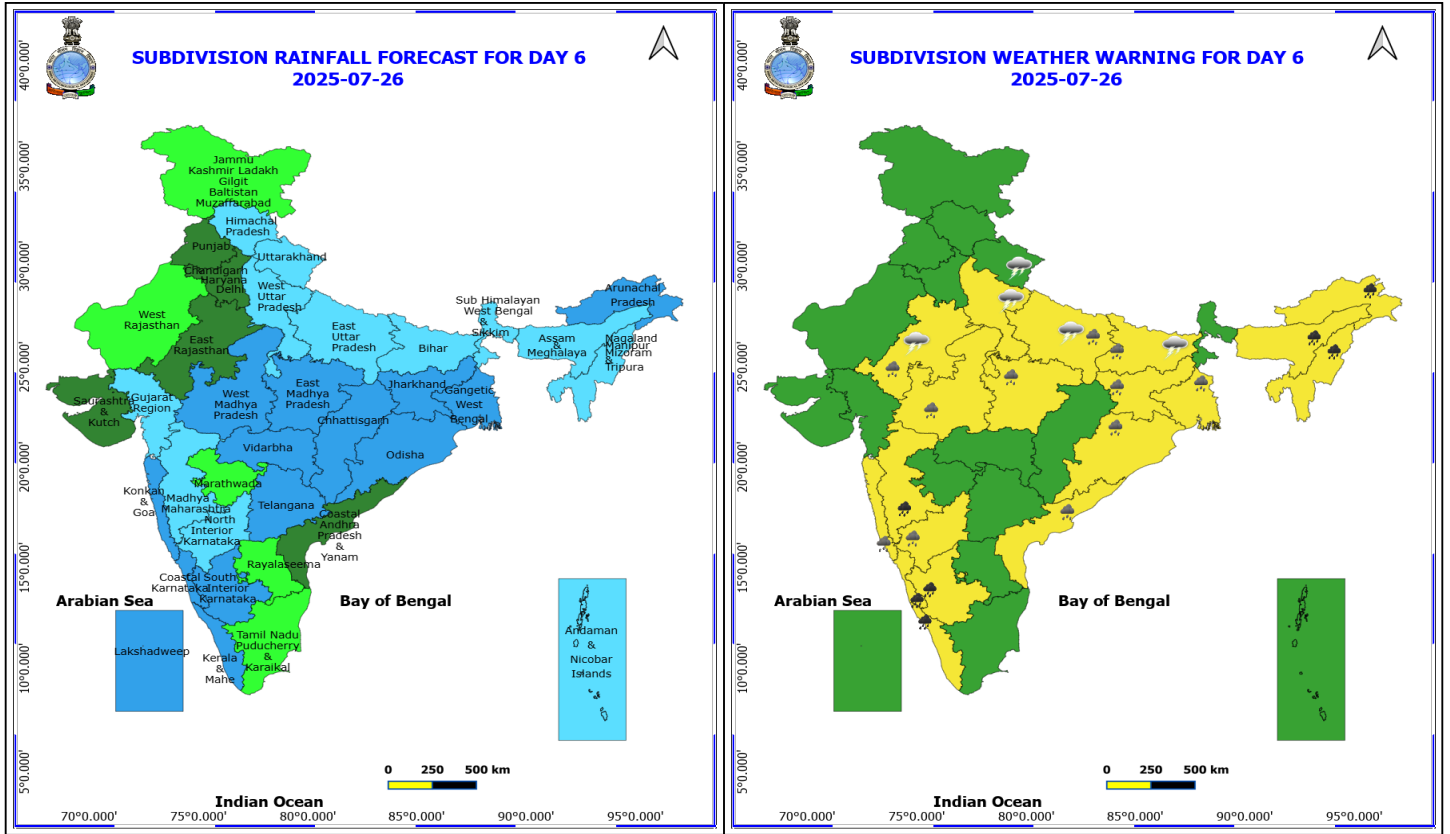 SUBDIVISION RAINFALL FORECAST FOR DAY 6
2025-07-26
40°0.000'
35°0.000'
30°0.000'
25°0.000'
20°0.000'
15°0.000'
10°0.000'
5°0.000'
Jammu
Kashmir Ladakh
Gilgit
Baltistan
Muzaffarabad
Himachal
Pradesh
Punjab
Uttarakhand
Chandigarh
Haryana
Delhi
West
Uttar
Pradesh
West
Rajasthan
East
Rajasthan
East
Uttar
Pradesh
Bihar
Sub Himalayan
West Bengal
&
Sikkim
Arunachal
Pradesh
Assam
&
Meghalaya
Nagaland
Manipur
Mizoram
&
Tripura
Saurashtra
&
Kutch
Gujarat
Region
West
Madhya
Pradesh
East
Madhya
Pradesh
Jharkhand
Gangetic
West
Bengal
Chhattisgarh
Vidarbha
Odisha
Konkan
&
Goa
Marathwada
Madhya
Maharashtra
Telangana
North
Interior
Karnataka
Coastal
Andhra
Pradesh
&
Yanam
Rayalaseema
Coastal
Karnataka
South
Interior
Karnataka
Arabian Sea
Bay of Bengal
Lakshadweep
Kerala
&
Mahe
Tamil Nadu
Puducherry
&
Karaikal
Andaman
&
Nicobar
Islands
0 250 500 km
Indian Ocean
70°0.000' 75°0.000' 80°0.000' 85°0.000' 90°0.000' 95°0.000'
SUBDIVISION WEATHER WARNING FOR DAY 6
2025-07-26
40°0.000'
35°0.000'
30°0.000'
25°0.000'
20°0.000'
15°0.000'
10°0.000'
5°0.000'
Arabian Sea
Bay of Bengal
0 250 500 km
Indian Ocean
70°0.000' 75°0.000' 80°0.000' 85°0.000' 90°0.000' 95°0.000'